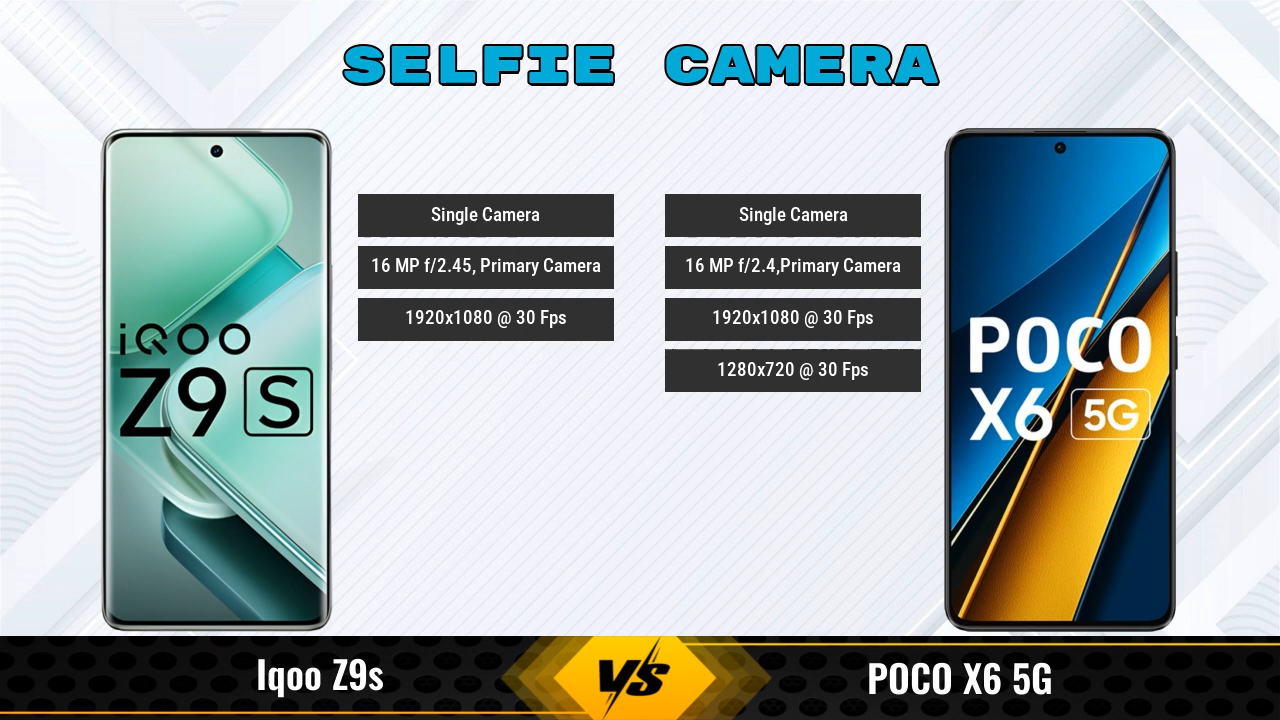 SELFIE CAMERA
Single Camera
16 MP f/2.45, Primary Camera
1920x1080 @ 30 Fps
Single Camera
16 MP f/2.4,Primary Camera
1920x1080 @ 30 Fps
1280x720 @ 30 Fps
iQOO
Z9 S
POCO
X6 5G
Iqoo Z9s
VS
POCO X6 5G